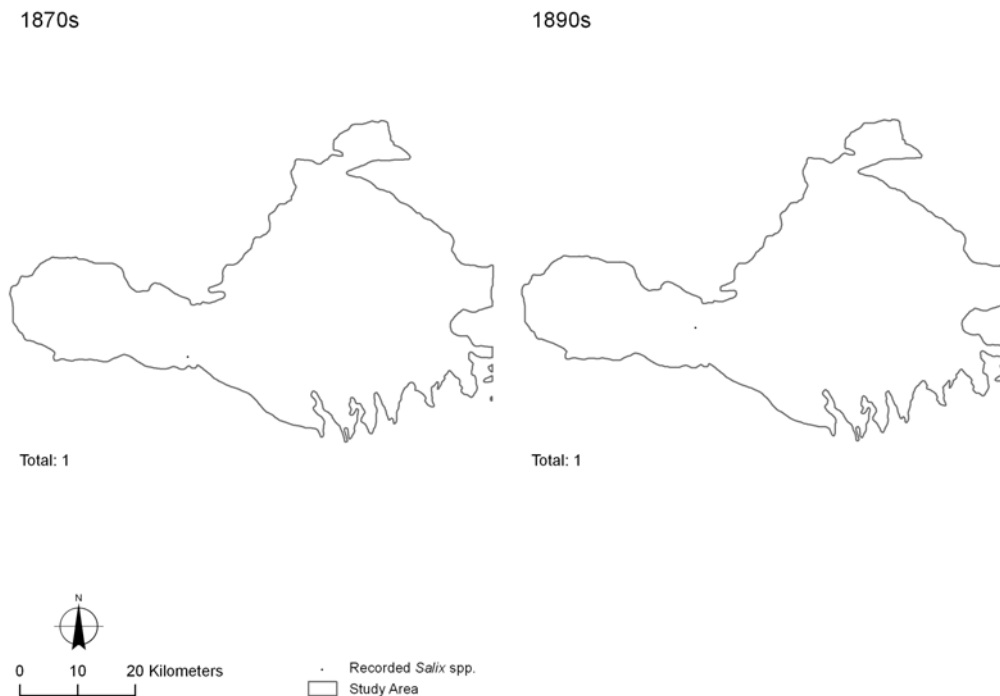 1870s
1890s
Total: 1
Total: 1
N
0 10 20 Kilometers
Recorded Salix spp.
Study Area